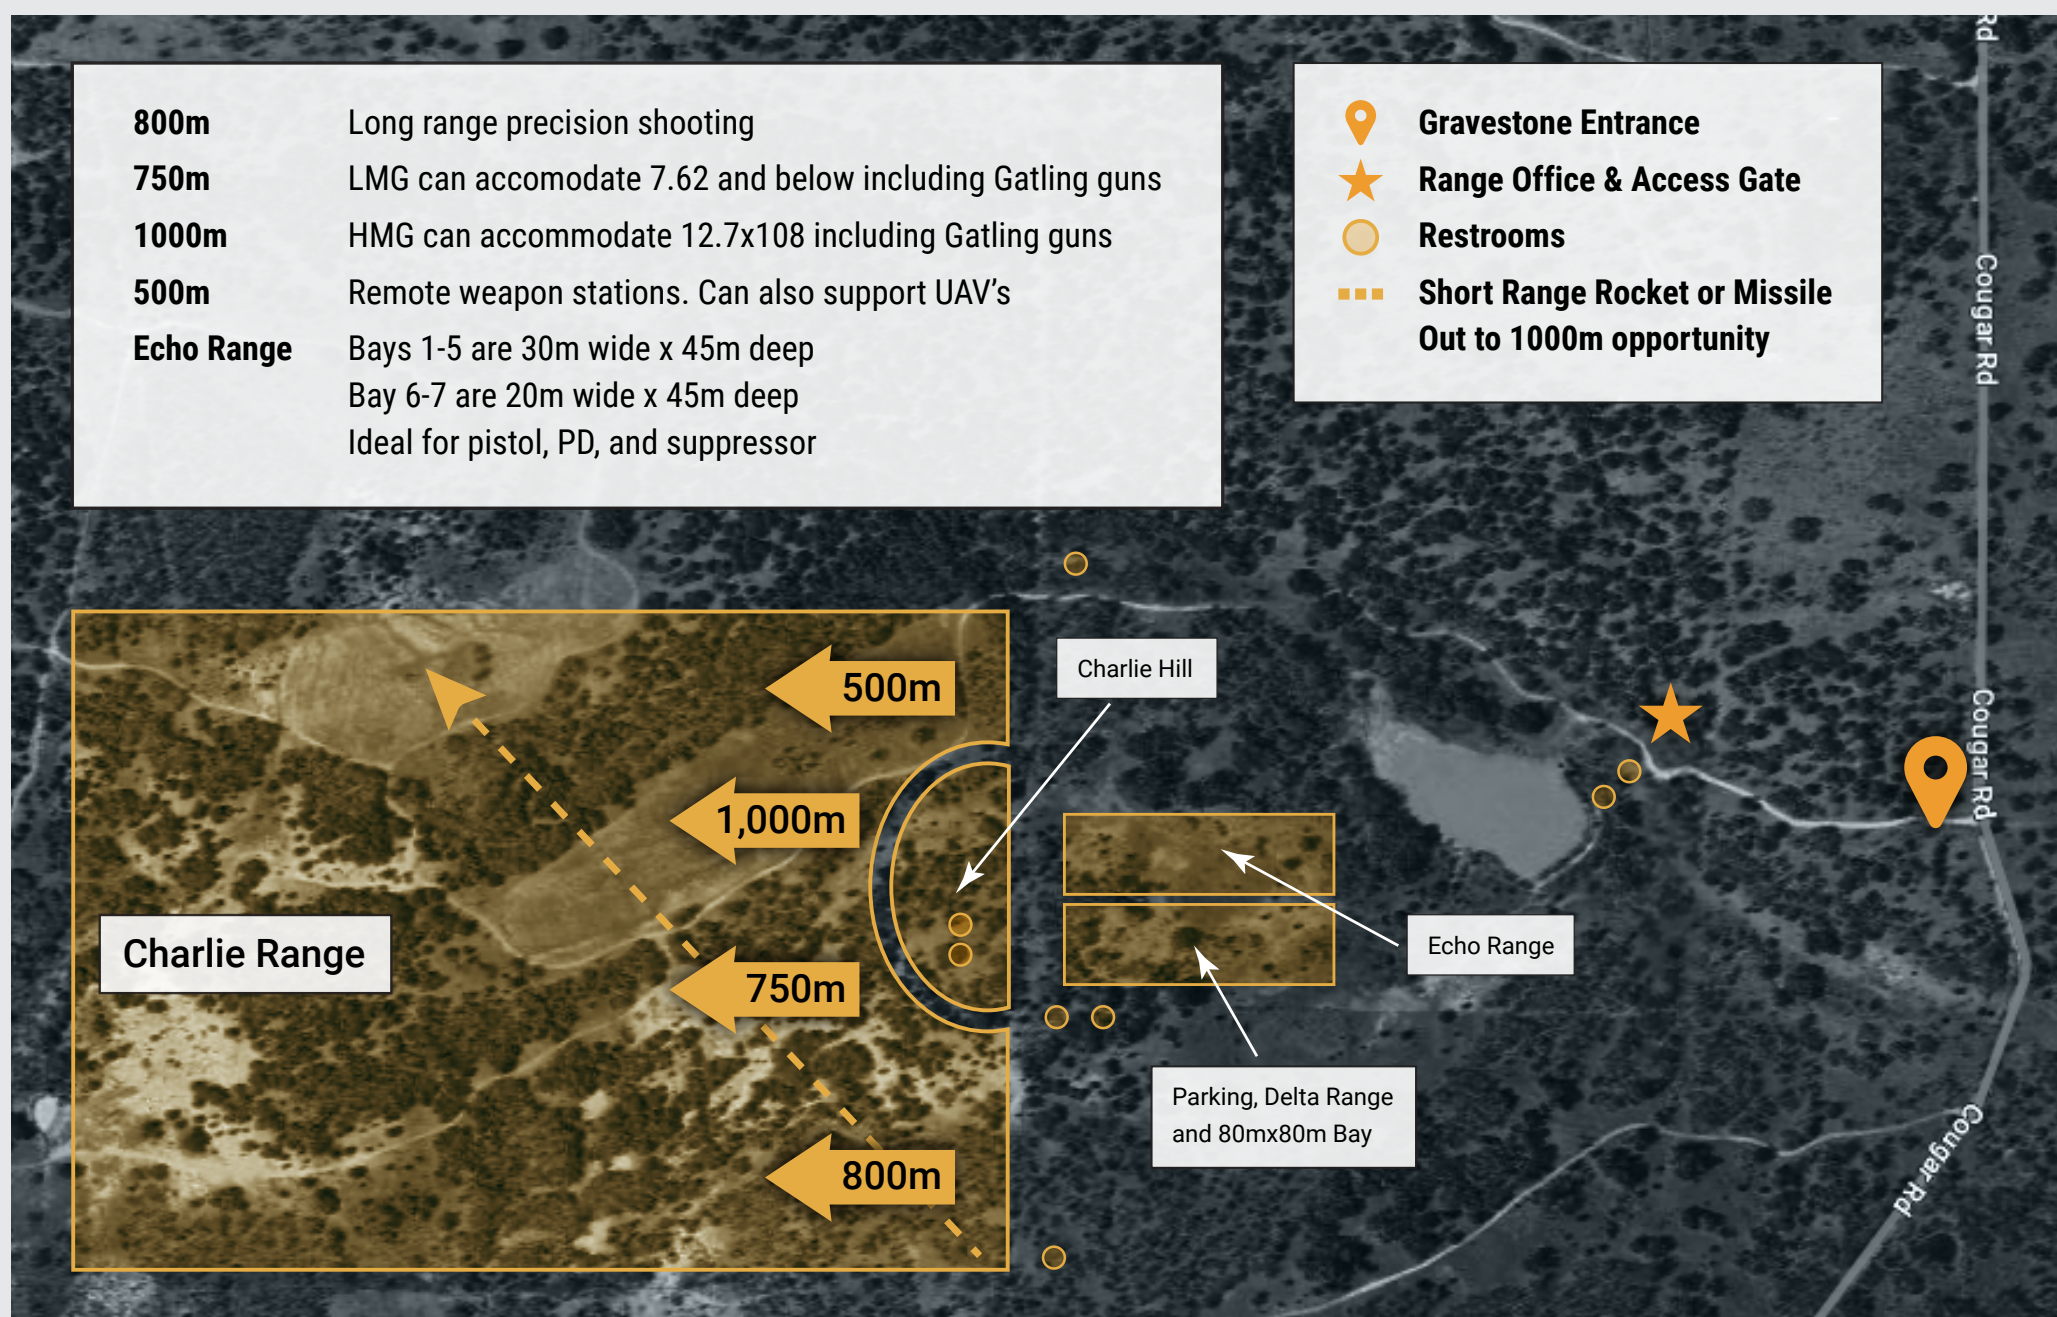 800m Long range precision shooting
750m LMG can accomodate 7.62 and below including Gatling guns
1000m HMG can accommodate 12.7x108 including Gatling guns
500m Remote weapon stations. Can also support UAV’s
Echo Range Bays 1-5 are 30m wide x 45m deep
Bay 6-7 are 20m wide x 45m deep
Ideal for pistol, PD, and suppressor
Gravestone Entrance
Range Office & Access Gate
Restrooms
Short Range Rocket or Missile
Out to 1000m opportunity
Rd
Cougar Rd
Charlie Hill
500m
1,000m
Cougar Rd
Charlie Range
750m
Echo Range
Parking, Delta Range
and 80mx80m Bay
800m
Cougar Rd